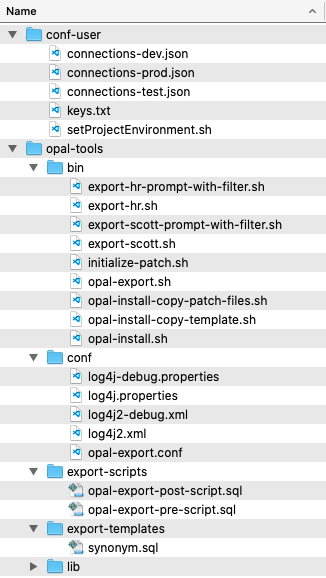 Name
conf-user
connections-dev.json
connections-prod.json
connections-test.json
keys.txt
setProjectEnvironment.sh
opal-tools
bin
export-hr-prompt-with-filter.sh
export-hr.sh
export-scott-prompt-with-filter.sh
export-scott.sh
initialize-patch.sh
opal-export.sh
opal-install-copy-patch-files.sh
opal-install-copy-template.sh
opal-install.sh
conf
log4j-debug.properties
log4j.properties
log4j2-debug.xml
log4j2.xml
opal-export.conf
export-scripts
opal-export-post-script.sql
opal-export-pre-script.sql
export-templates
synonym.sql
lib